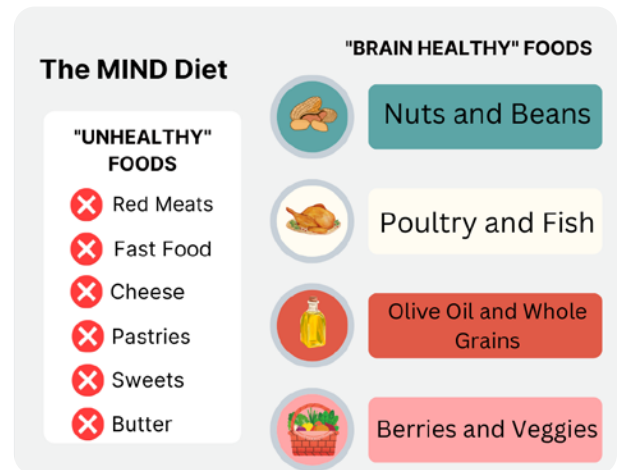 The MIND Diet
"UNHEALTHY"
FOODS
Red Meats
Fast Food
Cheese
Pastries
Sweets
Butter
"BRAIN HEALTHY" FOODS
Nuts and Beans
Poultry and Fish
Olive Oil and Whole
Grains
Berries and Veggies